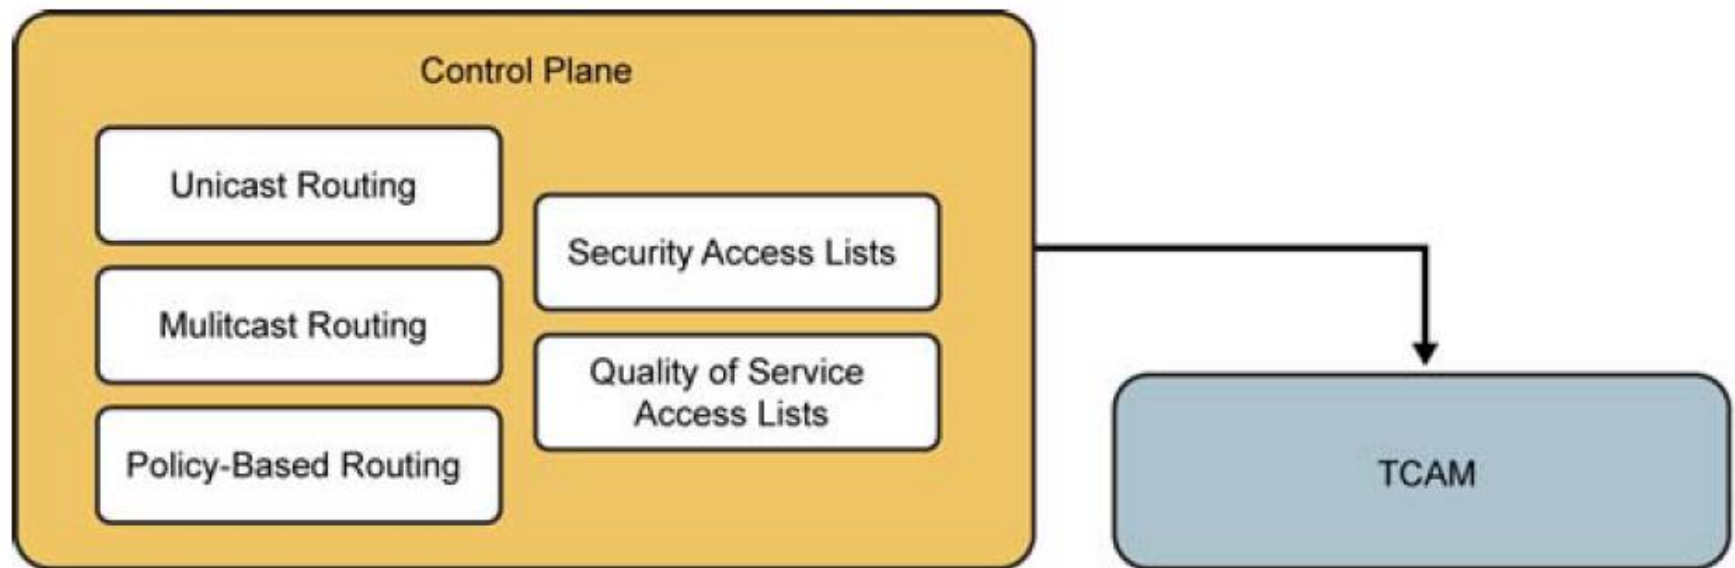 Control Plane
Unicast Routing
Mulitcast Routing
Policy-Based Routing
Security Access Lists
Quality of Service
Access Lists
TCAM